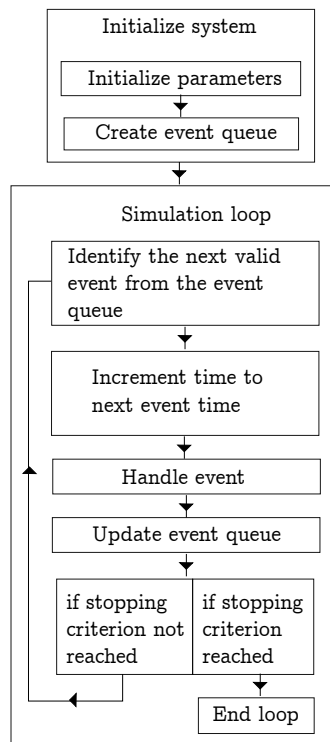 Initialize system
Initialize parameters
Create event queue
Simulation loop
Identify the next valid
event from the event
queue
Increment time to
next event time
Handle event
Update event queue
if stopping
criterion not
reached
if stopping
criterion
reached
End loop